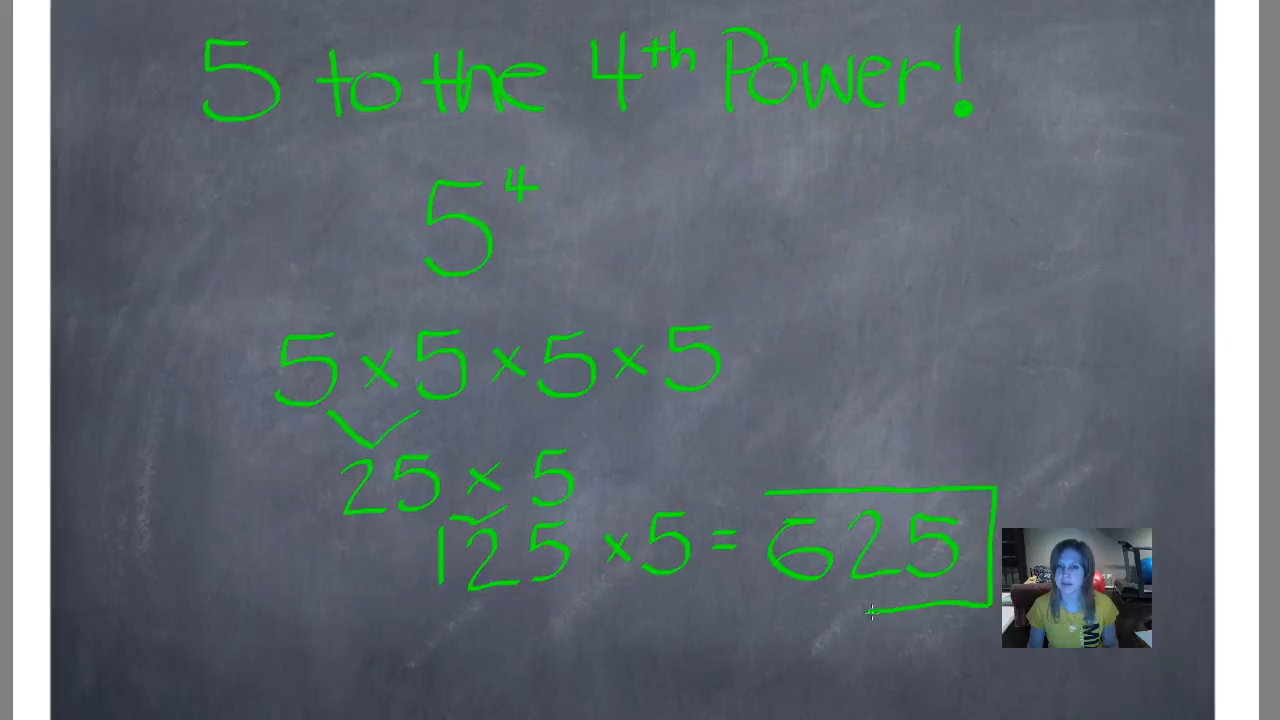 5 to the 4th Power!
5⁴
5 × 5 × 5 × 5
25 × 5
125 × 5 = 625